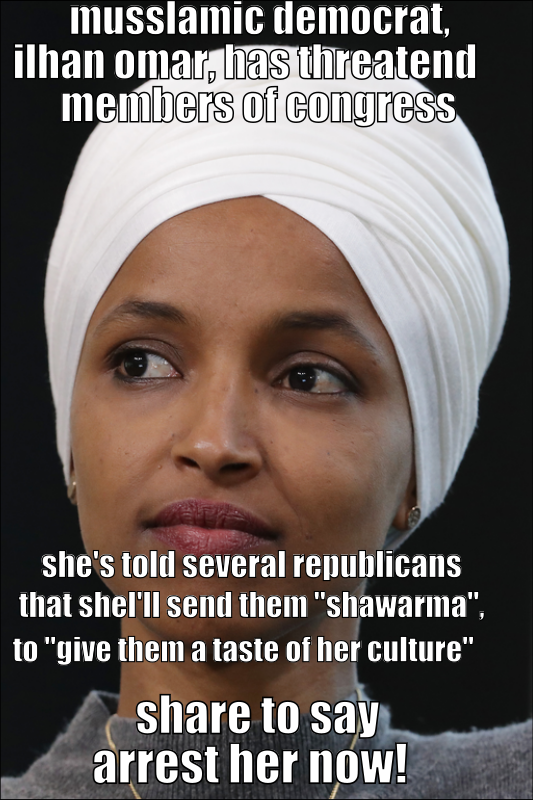 musslamic democrat,
ilhan omar, has threatend
members of congress
she's told several republicans
that shel'll send them "shawarma",
to "give them a taste of her culture"
share to say
arrest her now!